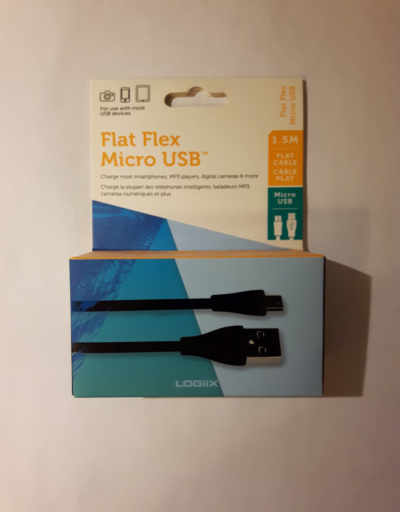 For use with most
USB devices
Flat Flex
Micro USB™
Charge most smartphones, MP3 players, digital cameras & more
Charge la plupart des téléphones intelligents, baladeurs MP3,
caméras numériques et plus
Flat Flex
Micro USB
1.5M
FLAT
CABLE
CÂBLE
PLAT
Micro
USB
LOGiiX